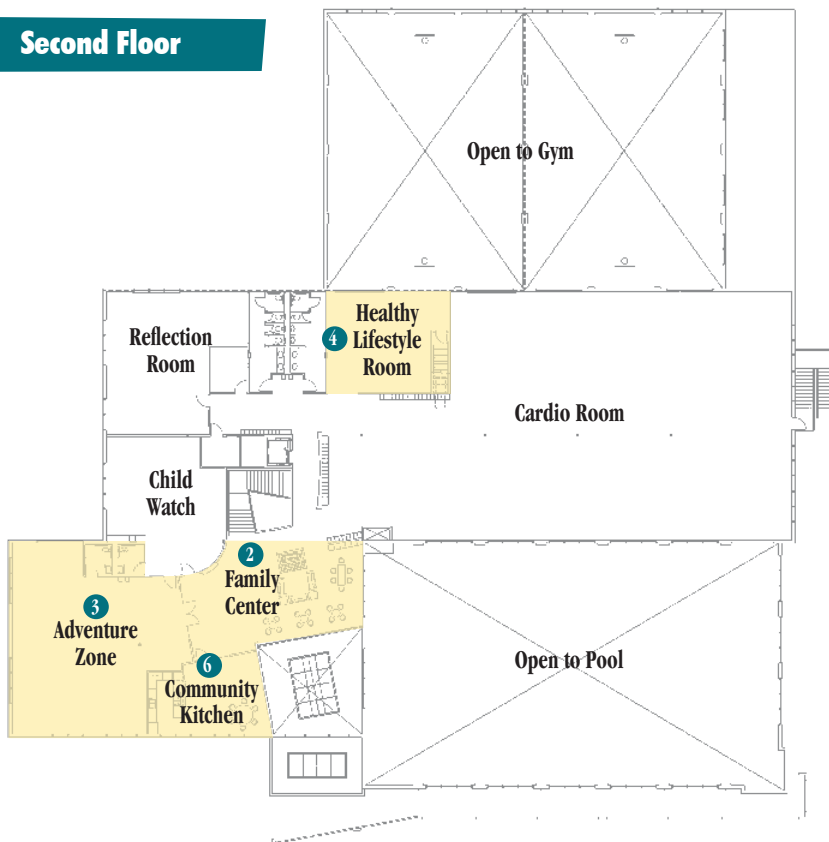 Second Floor
Open to Gym
Healthy
4 Lifestyle
Room
Reflection
Room
Cardio Room
Child
Watch
2
Family
Center
3
Adventure
Zone
Open to Pool
6
Community
Kitchen